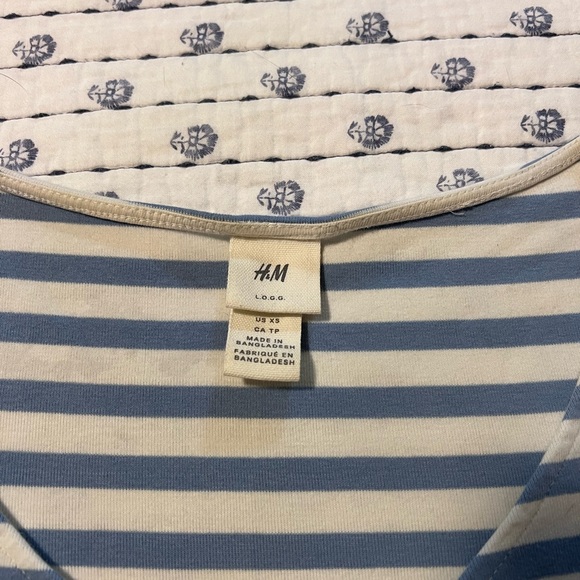 H&M
L.O.G.G.
US XS
CA TP
MADE IN
BANGLADESH
FABRIQUÉ EN
BANGLADESH